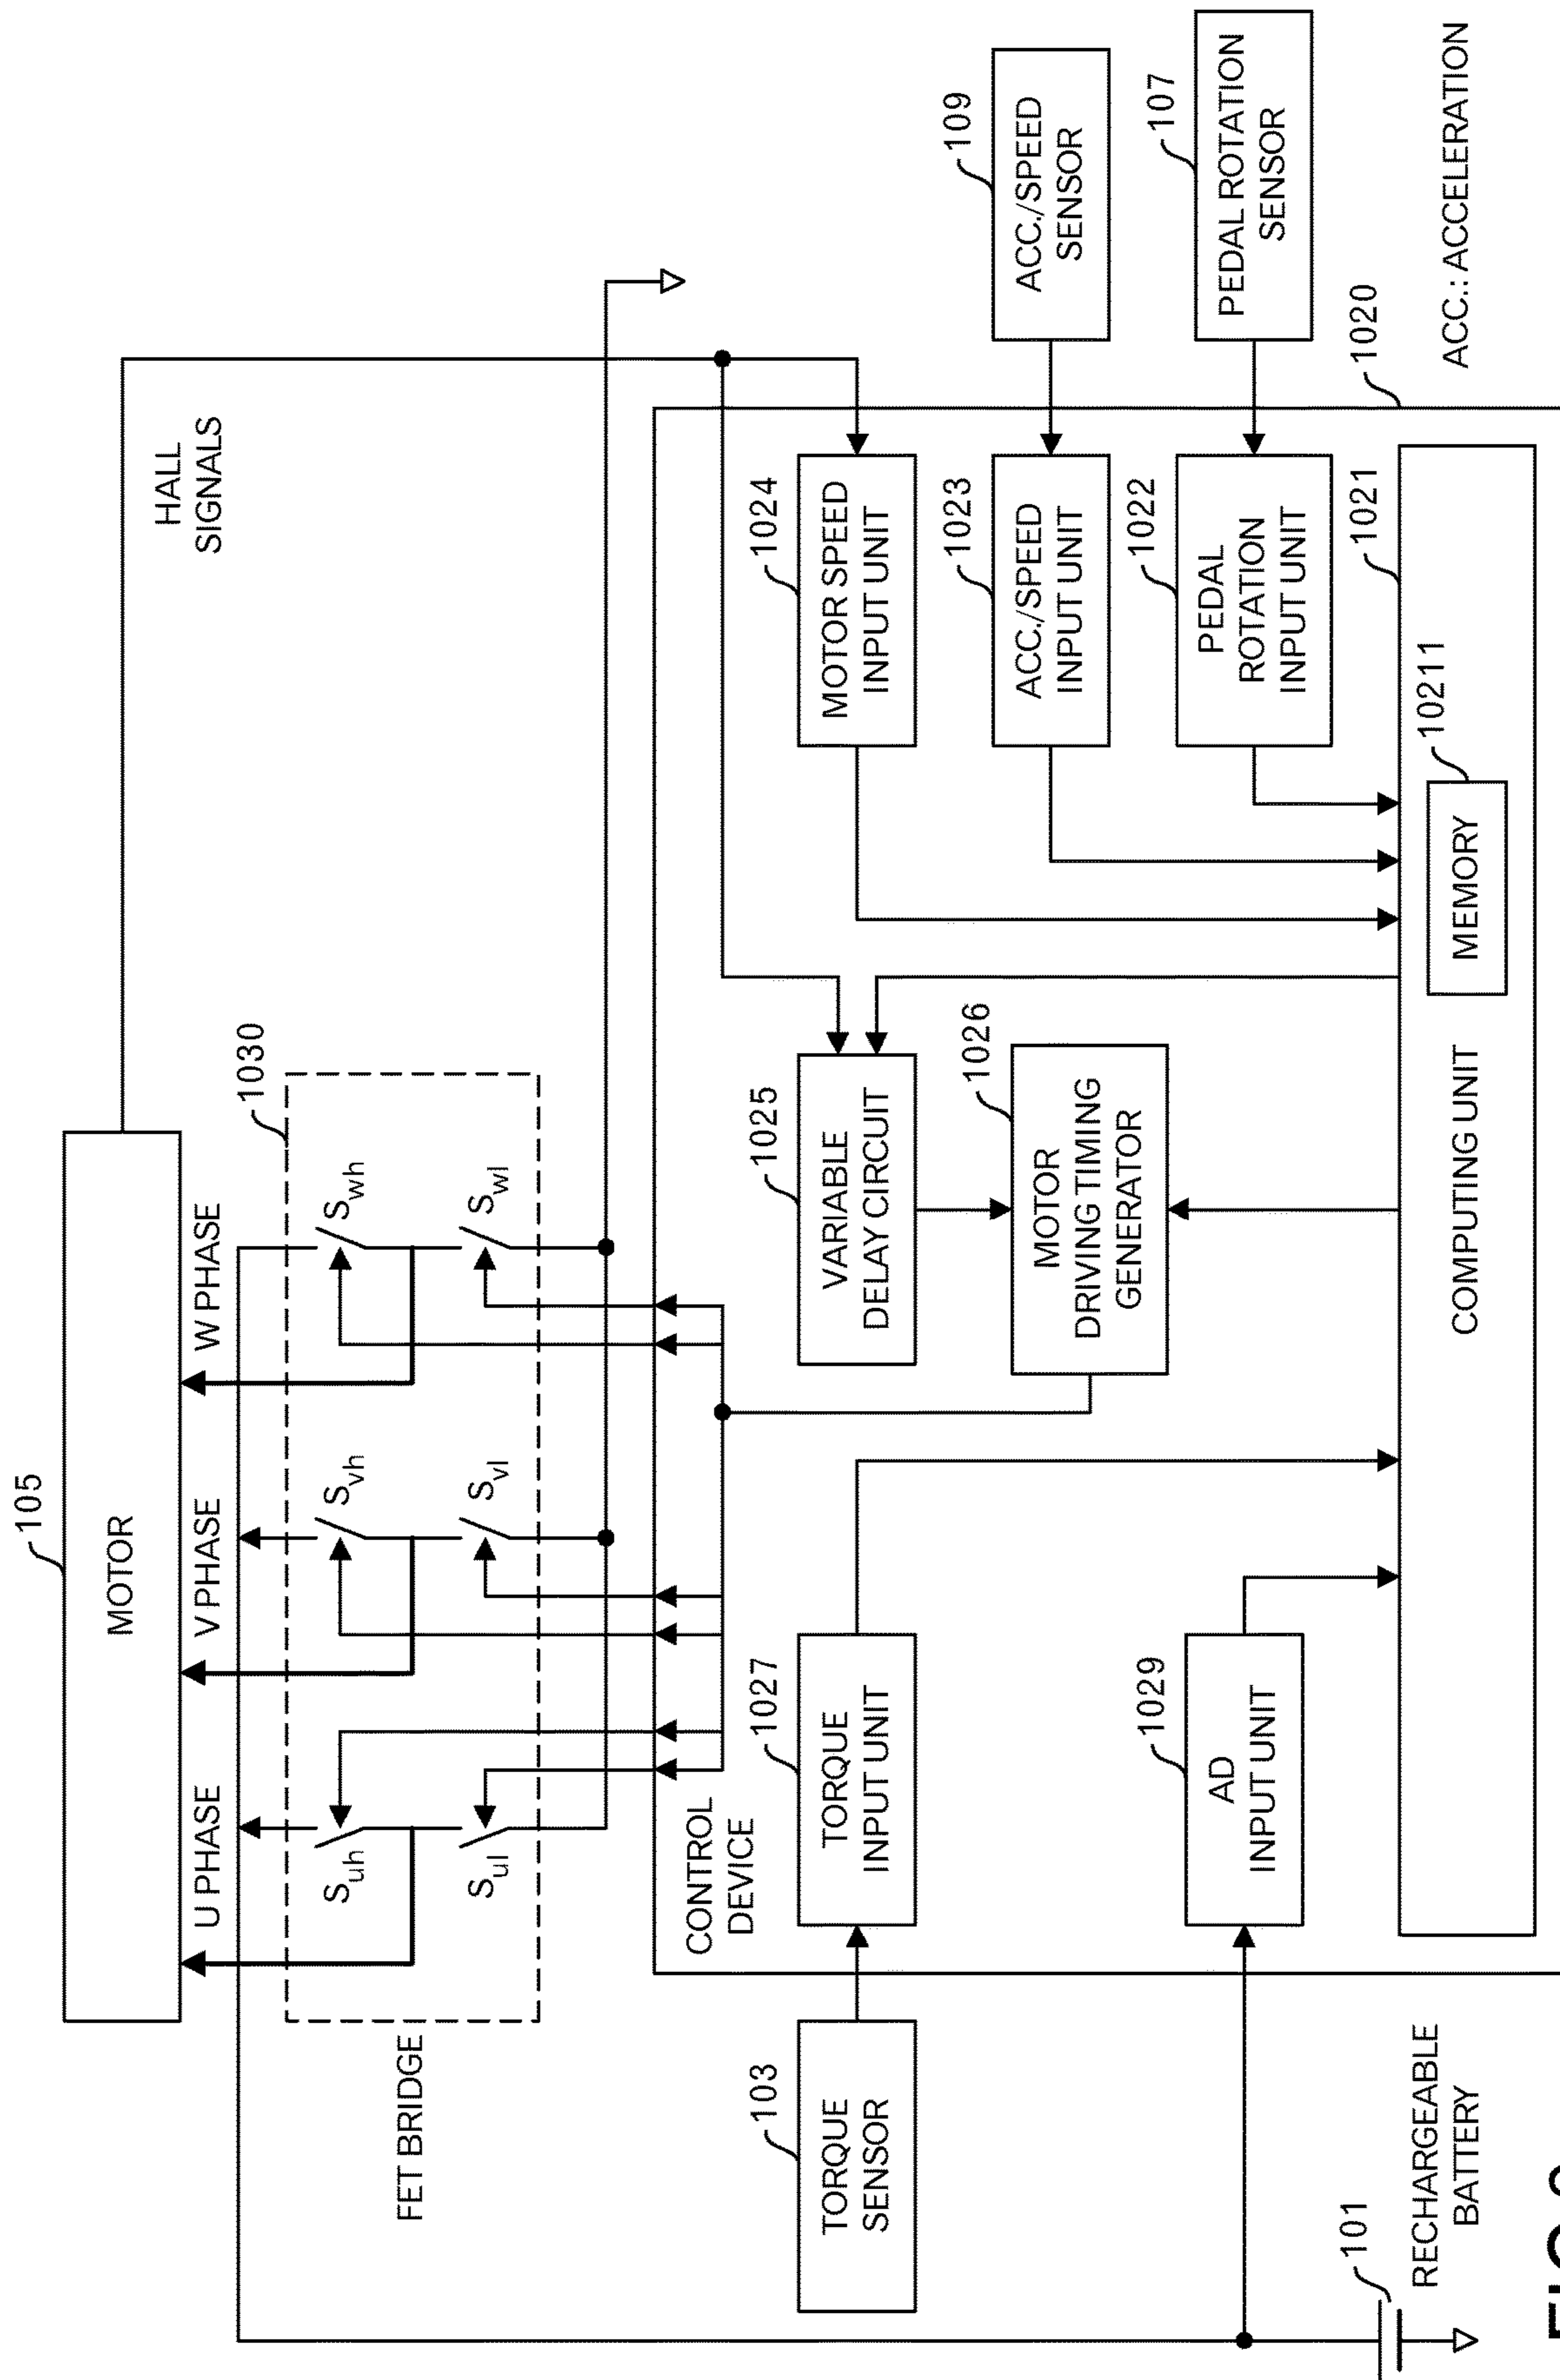 105
MOTOR
HALL
SIGNALS
U PHASE
V PHASE
W PHASE
1030
FET BRIDGE
Suh
Svh
Swh
Sul
Svl
Swl
CONTROL
DEVICE
103
TORQUE
SENSOR
1027
TORQUE
INPUT UNIT
1025
VARIABLE
DELAY CIRCUIT
1024
MOTOR SPEED
INPUT UNIT
1026
MOTOR
DRIVING TIMING
GENERATOR
1023
ACC./SPEED
INPUT UNIT
109
ACC./SPEED
SENSOR
1029
AD
INPUT UNIT
1022
PEDAL
ROTATION
INPUT UNIT
107
PEDAL ROTATION
SENSOR
101
RECHARGEABLE
BATTERY
COMPUTING UNIT
10211
MEMORY
1021
1020
ACC.: ACCELERATION